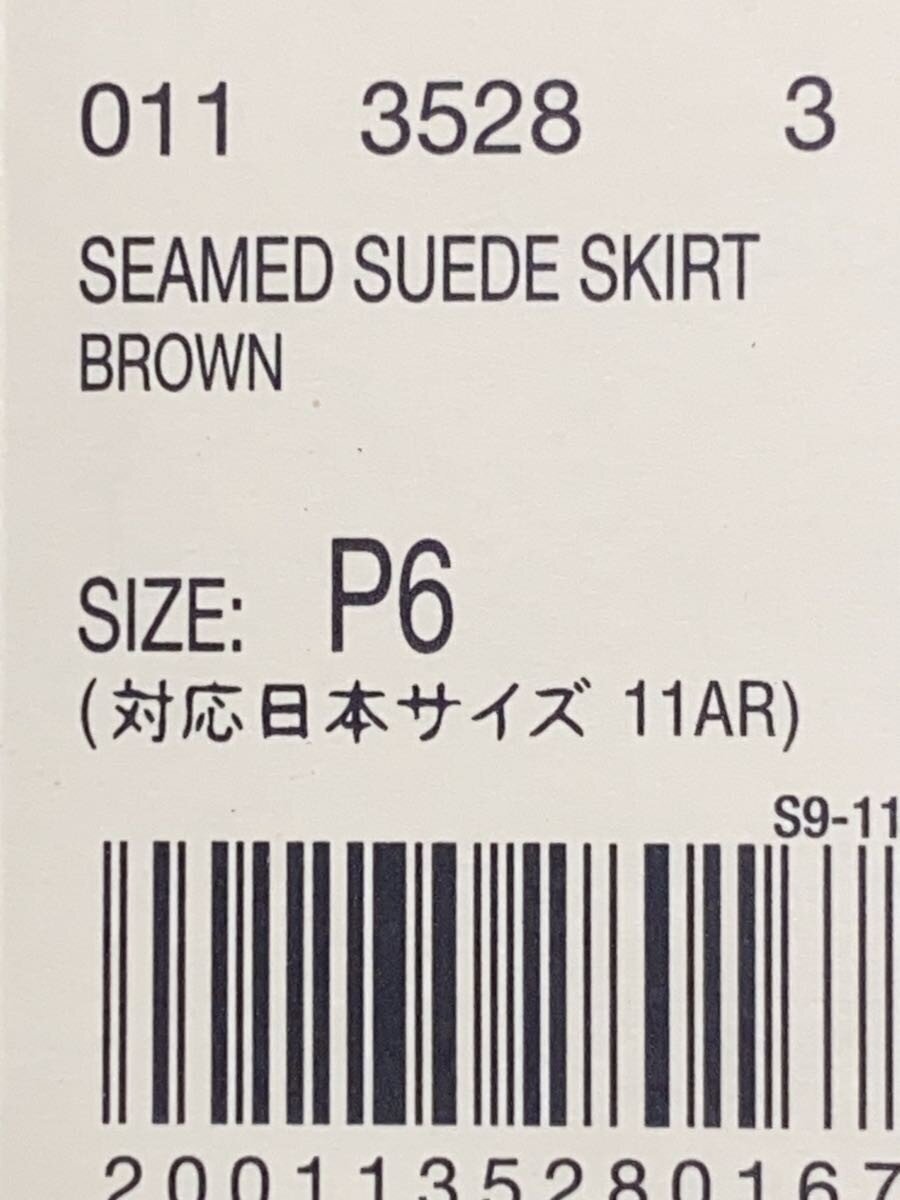 011 3528 3
SEAMED SUEDE SKIRT
BROWN
SIZE: P6
(対応日本サイズ 11AR)
S9-11
2001135280167